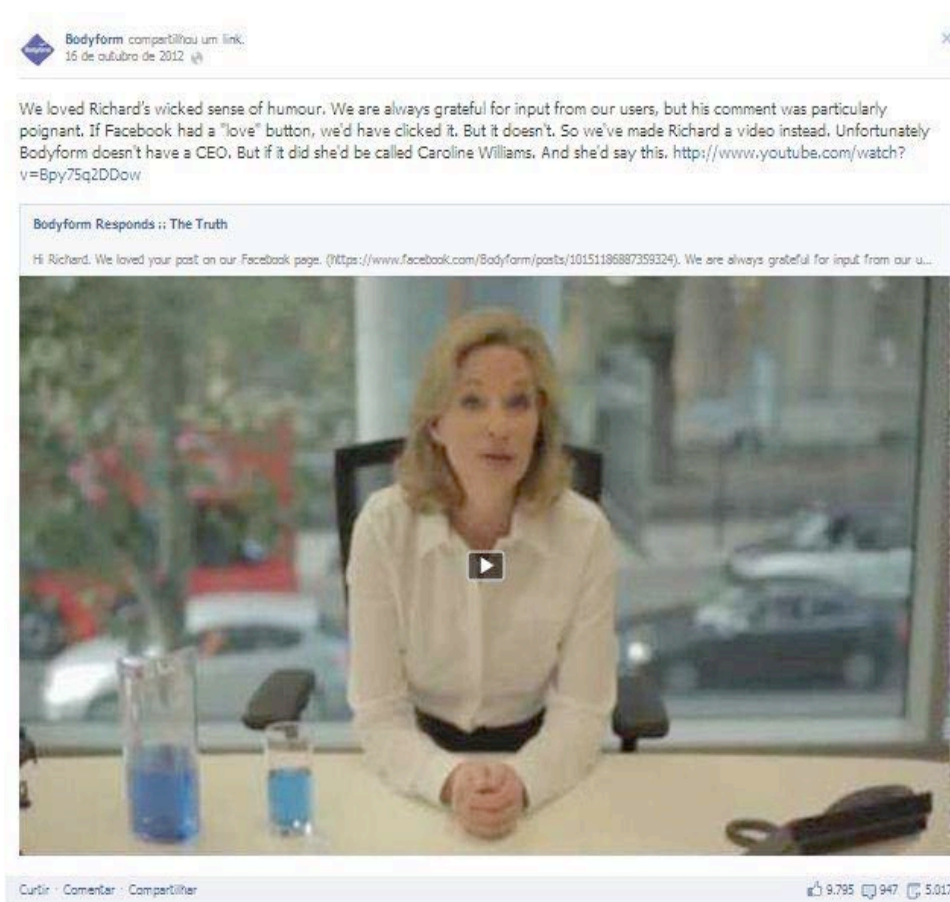 Bodyform compartilhou um link.
16 de outubro de 2012
We loved Richard's wicked sense of humour. We are always grateful for input from our users, but his comment was particularly
poignant. If Facebook had a "love" button, we'd have clicked it. But it doesn't. So we've made Richard a video instead. Unfortunately
Bodyform doesn't have a CEO. But if it did she'd be called Caroline Williams. And she'd say this. http://www.youtube.com/watch?
v=Bpy75q2DDow
Bodyform Responds :: The Truth
Hi Richard. We loved your post on our Facebook page. (https://www.facebook.com/Bodyform/posts/10151186887359324). We are always grateful for input from our u...
Curtir · Comentar · Compartilhar
9.795 947 5.017